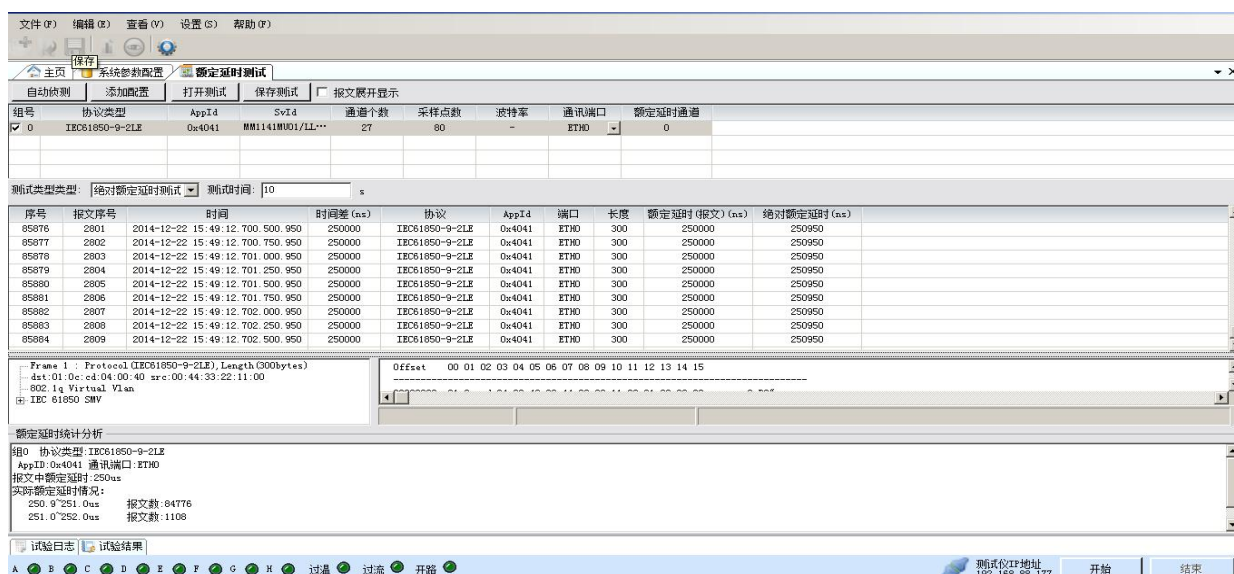 文件(F) 编辑(E) 查看(V) 设置(S) 帮助(F)
保存
主页 系统参数配置 额定延时测试
自动侦测 添加配置 打开测试 保存测试 报文展开显示
组号 协议类型 AppId SvId 通道个数 采样点数 波特率 通讯端口 额定延时通道
0 IEC61850-9-2LE 0x4041 MM1141MU01/LL... 27 80 - ETH0 0
测试类型类型: 绝对额定延时测试 测试时间: 10 s
序号 报文序号 时间 时间差(ns) 协议 AppId 端口 长度 额定延时(报文)(ns) 绝对额定延时(ns)
85876 2801 2014-12-22 15:49:12.700.500.950 250000 IEC61850-9-2LE 0x4041 ETH0 300 250000 250950
85877 2802 2014-12-22 15:49:12.700.750.950 250000 IEC61850-9-2LE 0x4041 ETH0 300 250000 250950
85878 2803 2014-12-22 15:49:12.701.000.950 250000 IEC61850-9-2LE 0x4041 ETH0 300 250000 250950
85879 2804 2014-12-22 15:49:12.701.250.950 250000 IEC61850-9-2LE 0x4041 ETH0 300 250000 250950
85880 2805 2014-12-22 15:49:12.701.500.950 250000 IEC61850-9-2LE 0x4041 ETH0 300 250000 250950
85881 2806 2014-12-22 15:49:12.701.750.950 250000 IEC61850-9-2LE 0x4041 ETH0 300 250000 250950
85882 2807 2014-12-22 15:49:12.702.000.950 250000 IEC61850-9-2LE 0x4041 ETH0 300 250000 250950
85883 2808 2014-12-22 15:49:12.702.250.950 250000 IEC61850-9-2LE 0x4041 ETH0 300 250000 250950
85884 2809 2014-12-22 15:49:12.702.500.950 250000 IEC61850-9-2LE 0x4041 ETH0 300 250000 250950
Frame 1 : Protocol(IEC61850-9-2LE),Length(300bytes)
dst:01:0c:cd:04:00:40 src:00:44:33:22:11:00
802.1q Virtual Vlan
IEC 61850 SMV
Offset 00 01 02 03 04 05 06 07 08 09 10 11 12 13 14 15
额定延时统计分析
组0 协议类型:IEC61850-9-2LE
AppID:0x4041 通讯端口:ETH0
报文中额定延时:250us
实际额定延时情况:
250.9~251.0us 报文数:84776
251.0~252.0us 报文数:1108
试验日志 试验结果
A B C D E F G H 过温 过流 开路 测试仪IP地址 开始 结束
192.168.88.177